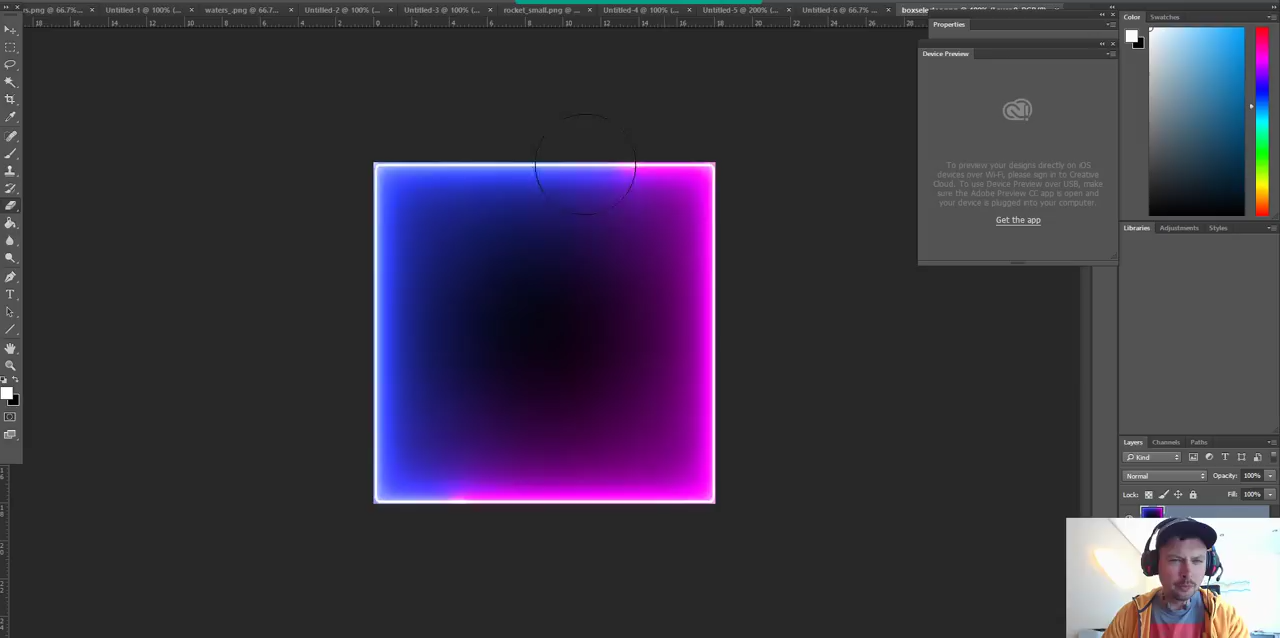 s.png @ 66.7%...
Untitled-1 @ 100% (...
waters_.png @ 66.7...
Untitled-2 @ 100% (...
Untitled-3 @ 100% (...
rocket_small.png @ ...
Untitled-4 @ 100% (...
Untitled-5 @ 200% (...
Untitled-6 @ 66.7% ...
Properties
Device Preview
To preview your designs directly on iOS
devices over Wi-Fi, please sign in to Creative
Cloud. To use Device Preview over USB, make
sure the Adobe Preview CC app is open and
your device is plugged into your computer.
Get the app
Color
Swatches
Libraries
Adjustments
Styles
Layers
Channels
Paths
Kind
Normal
Opacity: 100%
Lock:
Fill: 100%